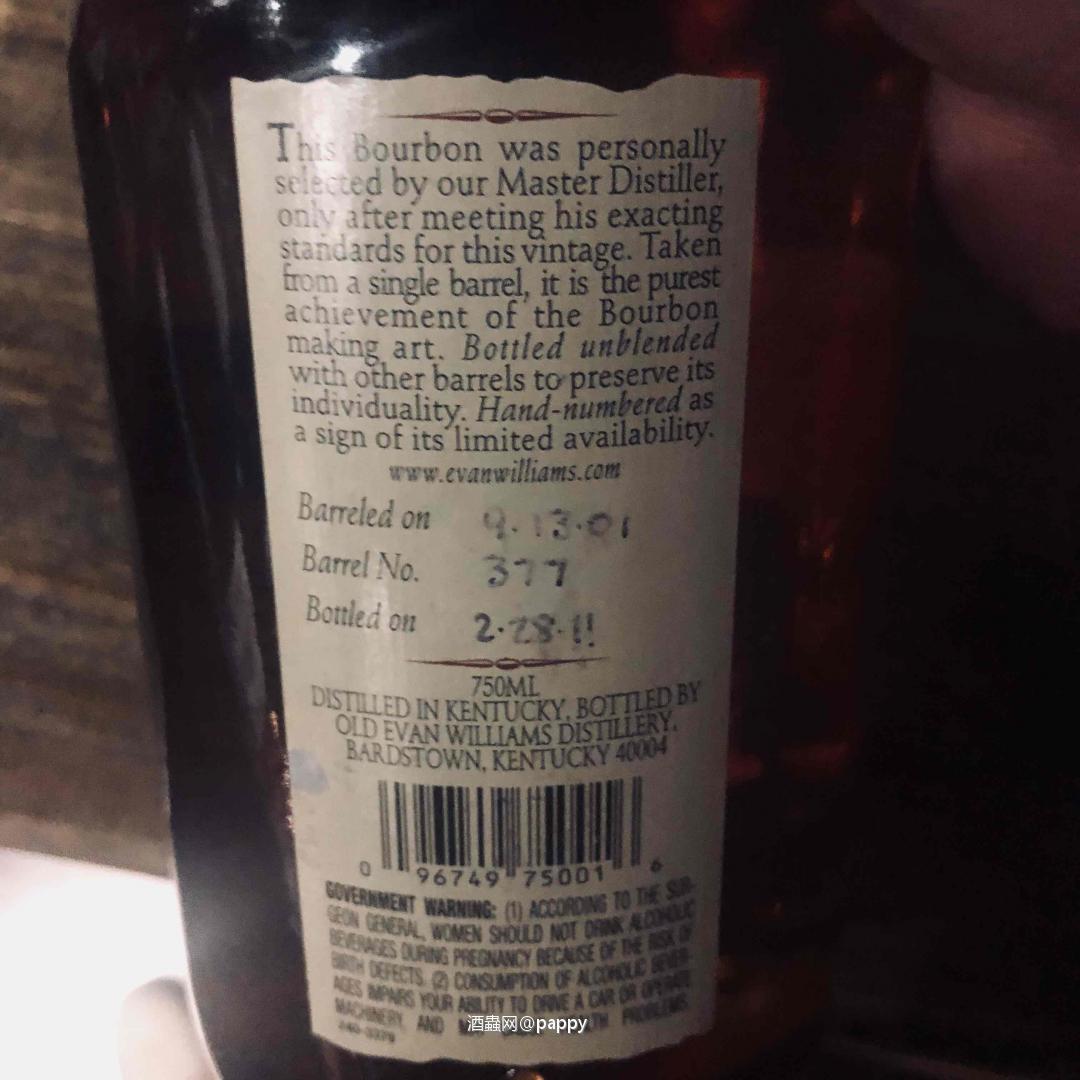 This Bourbon was personally
selected by our Master Distiller,
only after meeting his exacting
standards for this vintage. Taken
from a single barrel, it is the purest
achievement of the Bourbon
making art. Bottled unblended
with other barrels to preserve its
individuality. Hand-numbered as
a sign of its limited availability.
www.evanwilliams.com
Barreled on 9·13·01
Barrel No. 377
Bottled on 2·28·11
750ML
DISTILLED IN KENTUCKY, BOTTLED BY
OLD EVAN WILLIAMS DISTILLERY,
BARDSTOWN, KENTUCKY 40004
0 96749 75001 6
GOVERNMENT WARNING: (1) ACCORDING TO THE SUR-
GEON GENERAL, WOMEN SHOULD NOT DRINK ALCOHOLIC
BEVERAGES DURING PREGNANCY BECAUSE OF THE RISK OF
BIRTH DEFECTS. (2) CONSUMPTION OF ALCOHOLIC BEVER-
AGES IMPAIRS YOUR ABILITY TO DRIVE A CAR OR OPERATE
MACHINERY, AND PROBLEMS.
酒蟲网@pappy